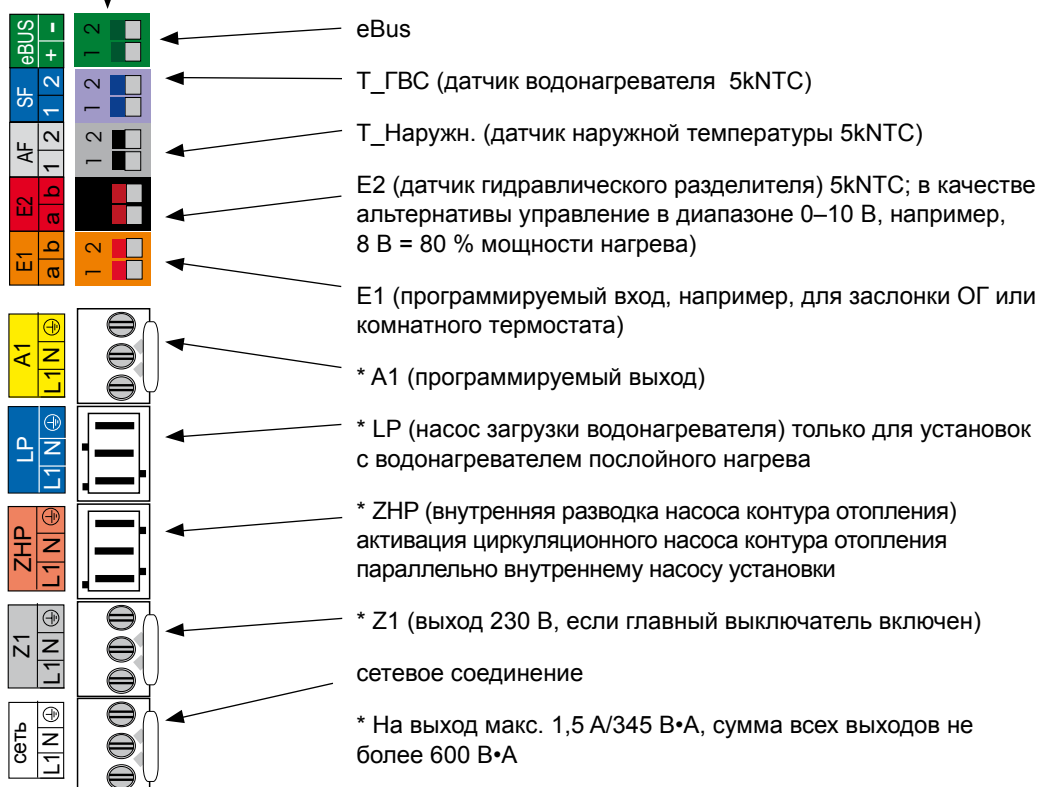 eBUS
+ -
1 2
eBus
SF
1 2
1 2
T_ГВС (датчик водонагревателя 5kNTC)
AF
1 2
1 2
T_Наружн. (датчик наружной температуры 5kNTC)
E2
a b
E2 (датчик гидравлического разделителя) 5kNTC; в качестве
альтернативы управление в диапазоне 0–10 В, например,
8 В = 80 % мощности нагрева)
E1
a b
1 2
E1 (программируемый вход, например, для заслонки ОГ или
комнатного термостата)
A1
L1 N
* A1 (программируемый выход)
LP
L1 N
* LP (насос загрузки водонагревателя) только для установок
с водонагревателем послойного нагрева
ZHP
L1 N
* ZHP (внутренняя разводка насоса контура отопления)
активация циркуляционного насоса контура отопления
параллельно внутреннему насосу установки
Z1
L1 N
* Z1 (выход 230 В, если главный выключатель включен)
сеть
L1 N
сетевое соединение
* На выход макс. 1,5 А/345 В•А, сумма всех выходов не
более 600 В•А